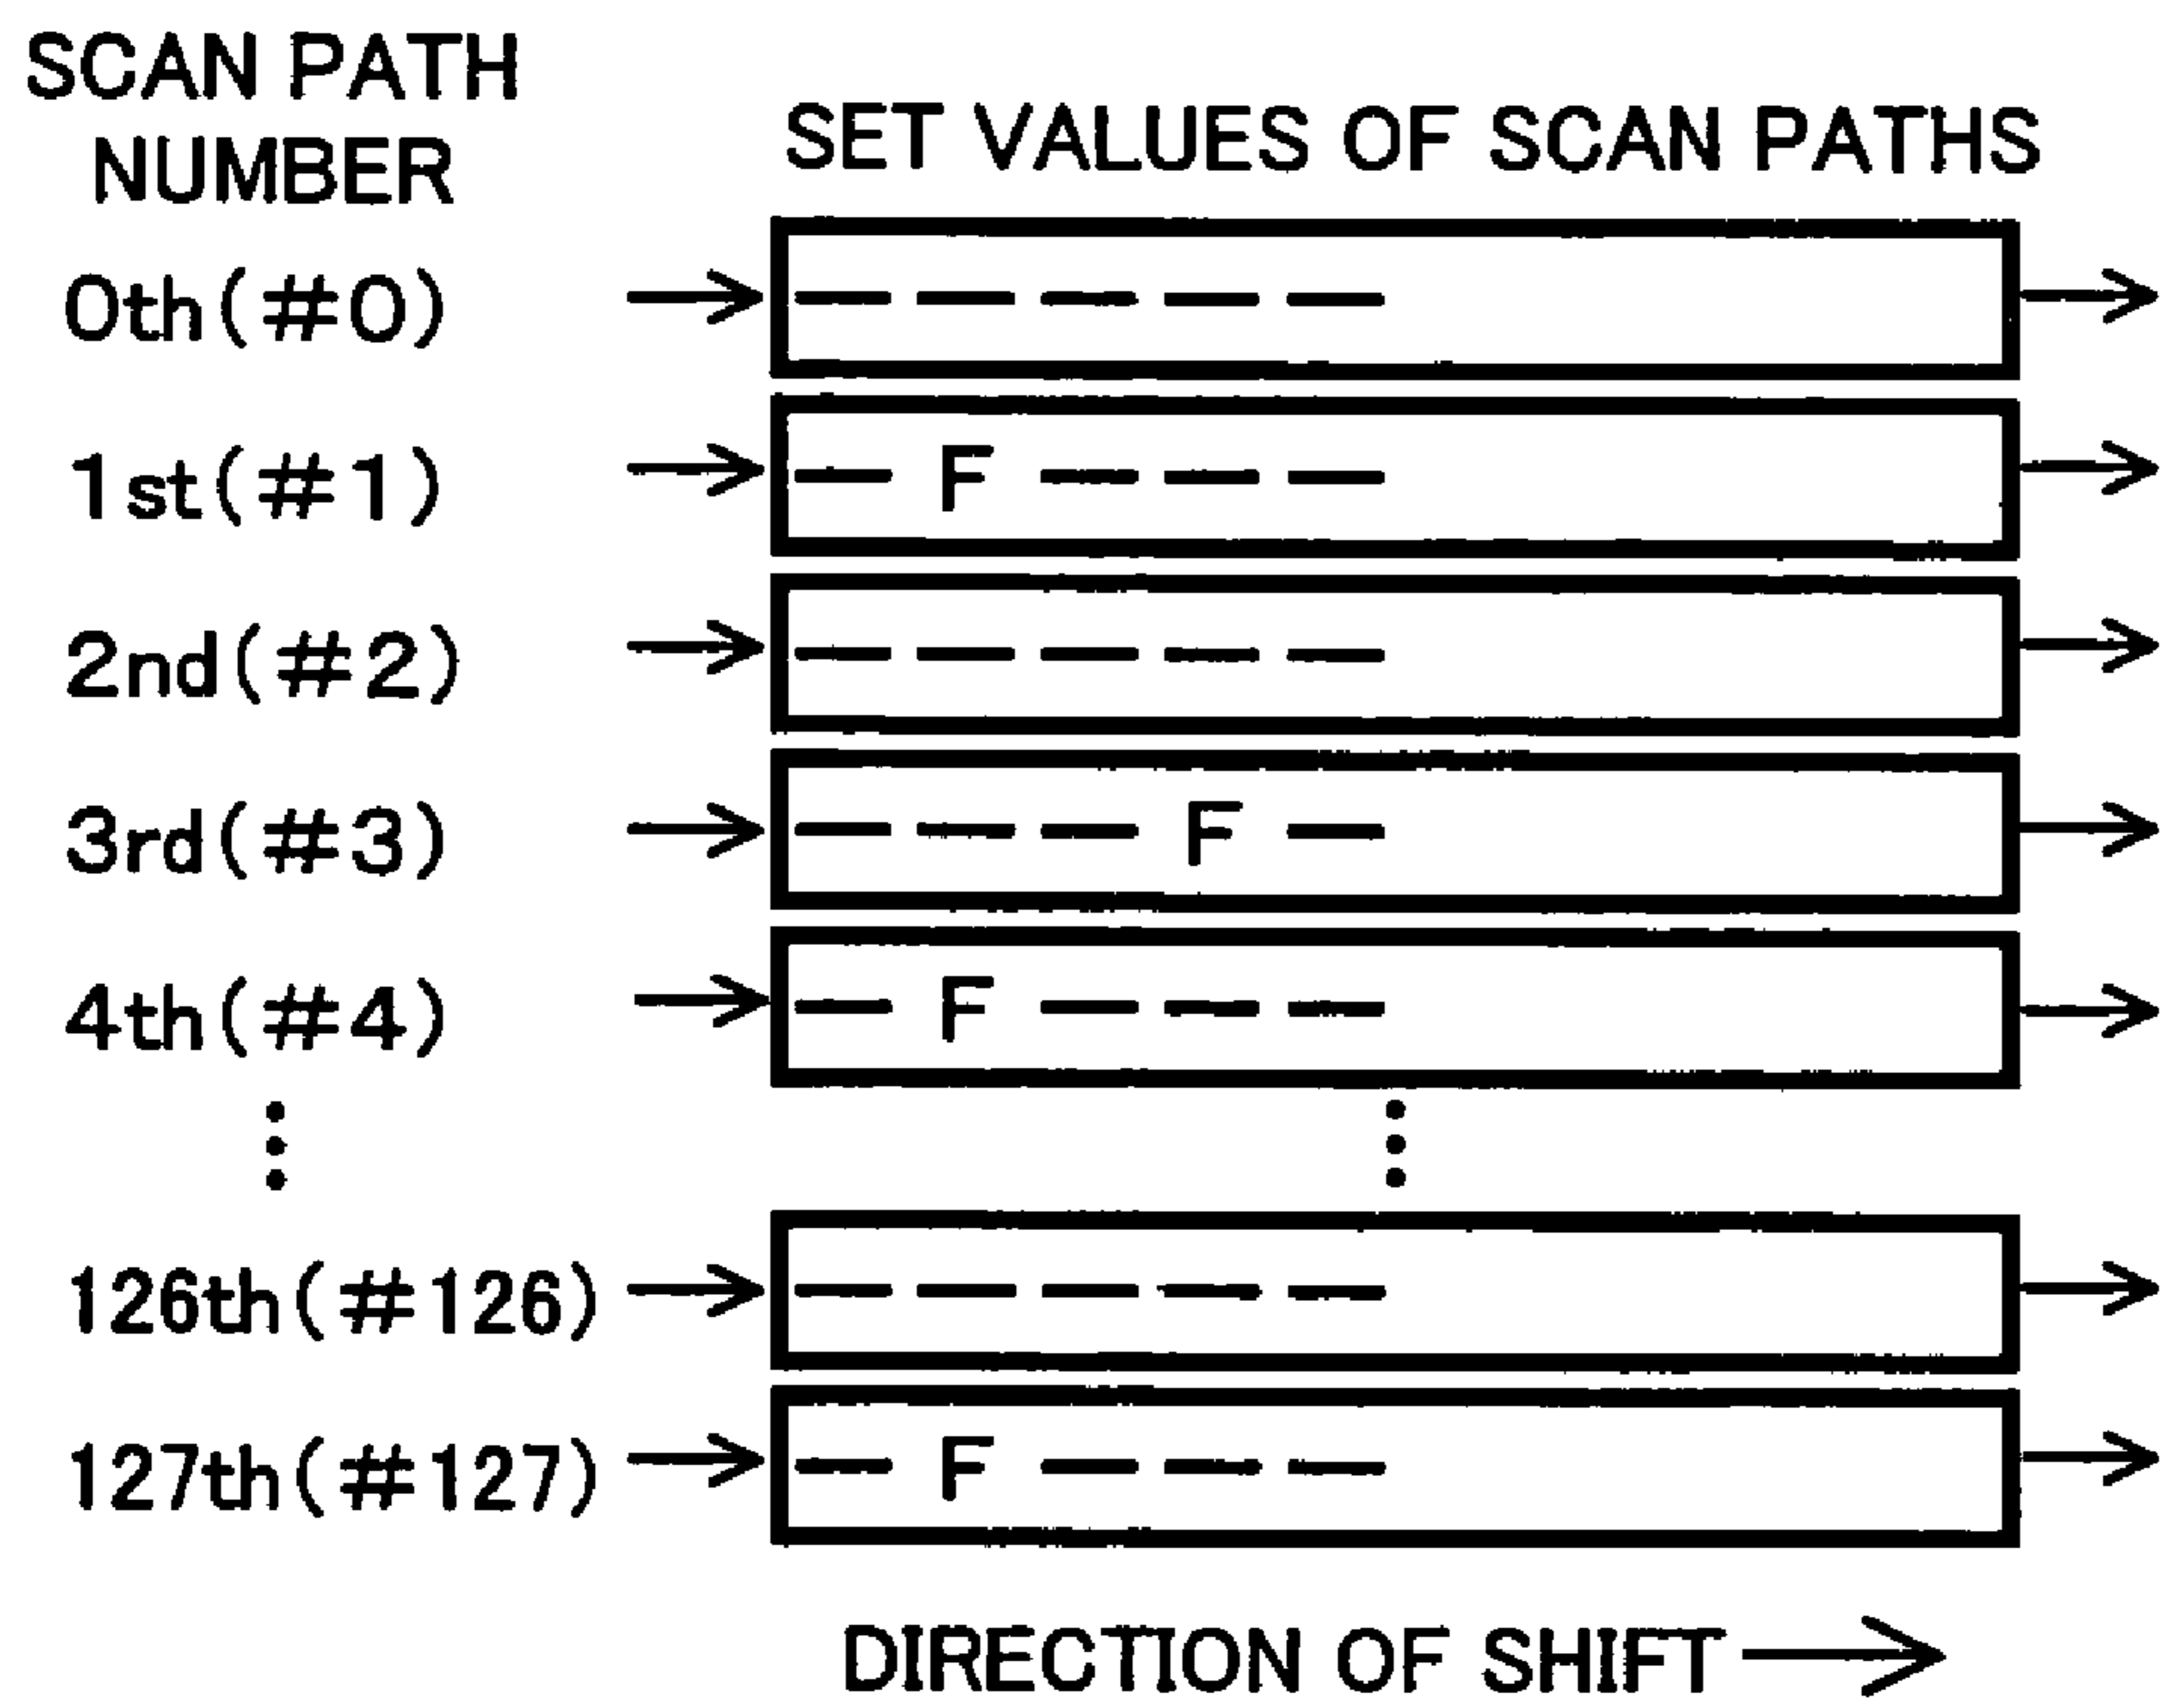 SCAN PATH
NUMBER
SET VALUES OF SCAN PATHS
0th(#0) — — — — —
1st(#1) — F — — —
2nd(#2) — — — — —
3rd(#3) — — — F —
4th(#4) — F — — —
⋮ ⋮
126th(#126) — — — — —
127th(#127) — F — — —
DIRECTION OF SHIFT